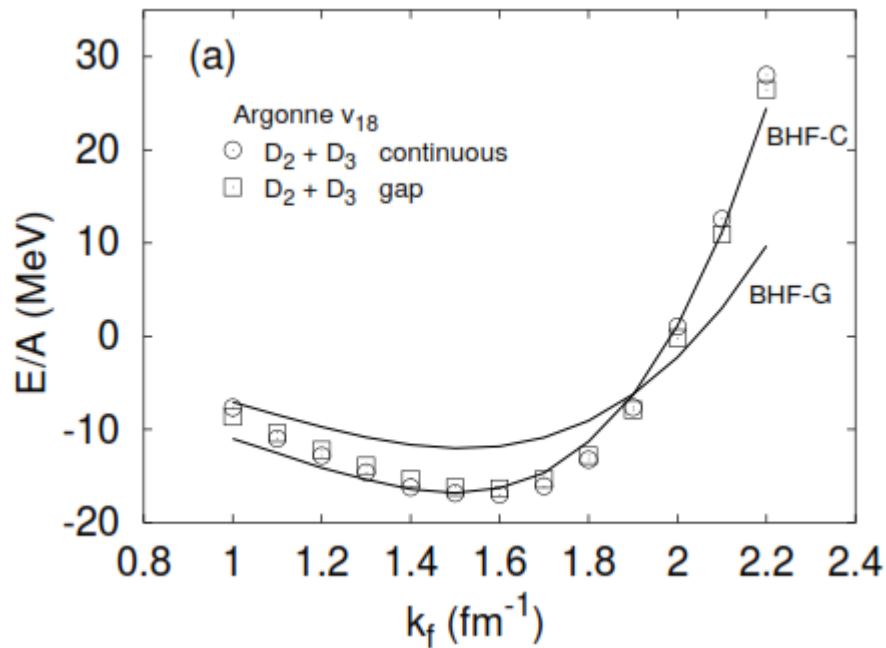 (a)
Argonne v18
D2 + D3 continuous
D2 + D3 gap
BHF-C
BHF-G
E/A (MeV)
30
20
10
0
-10
-20
0.8 1 1.2 1.4 1.6 1.8 2 2.2 2.4
kf (fm-1)